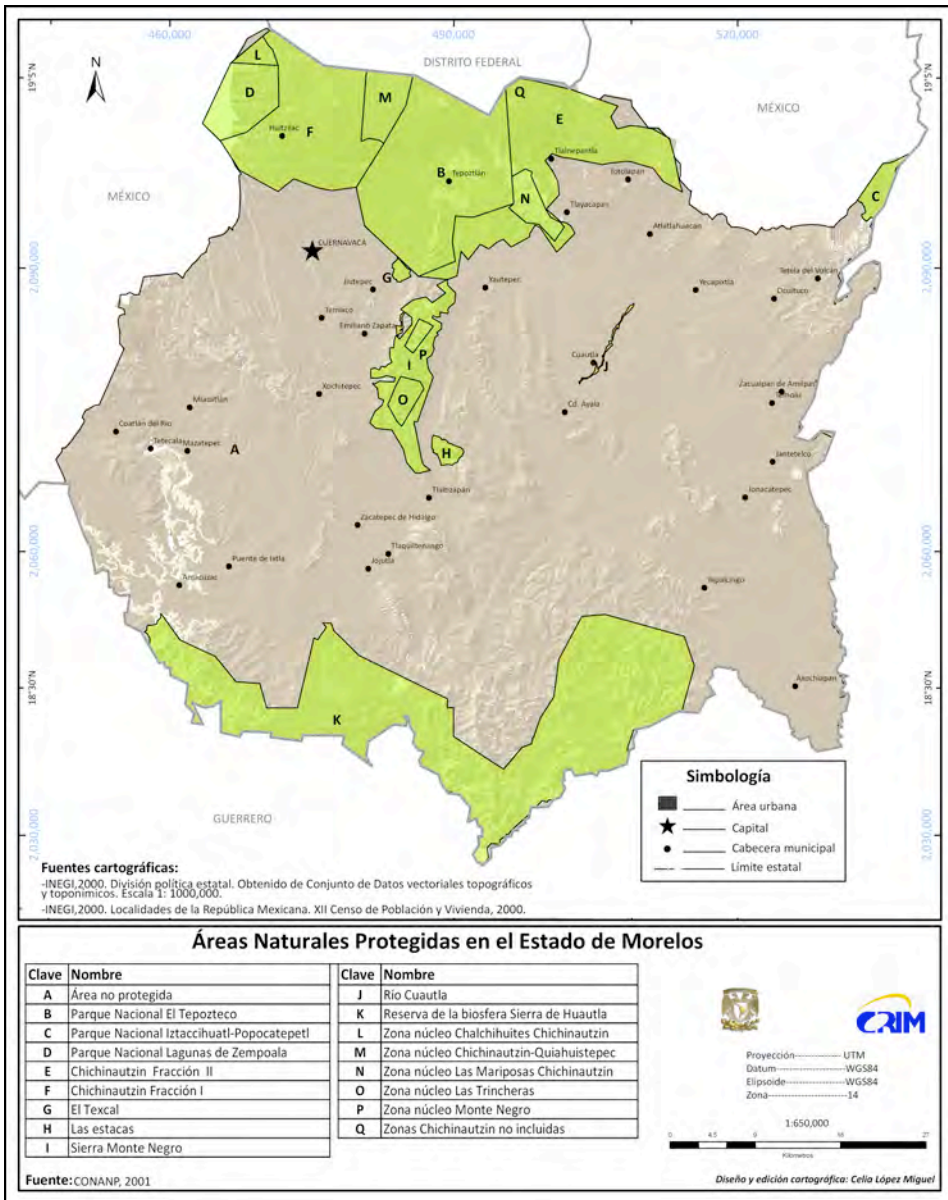 460,000
490,000
520,000
19°5'N
19°5'N
N
DISTRITO FEDERAL
MÉXICO
MÉXICO
L
D
M
Q
E
F
Huitzilac
Tlalnepantla
B
Tepoztlán
N
Totolapan
C
Tlayacapan
Atlatlahuacan
CUERNAVACA
2,090,000
2,090,000
G
Jiutepec
Yautepec
Yecapixtla
Tetela del Volcán
Ocuituco
Temixco
Emiliano Zapata
P
I
Cuautla
J
Xochitepec
O
Zacualpan de Amilpas
Temoac
Miacatlán
Cd. Ayala
Coatlán del Río
Tetecala
Mazatepec
A
H
Jantetelco
Tlaltizapán
Jonacatepec
Zacatepec de Hidalgo
Tlaquiltenango
Puente de Ixtla
Jojutla
2,060,000
2,060,000
Amacuzac
Tepalcingo
18°30'N
18°30'N
Axochiapan
K
GUERRERO
2,030,000
2,030,000
Simbología
Área urbana
Capital
Cabecera municipal
Límite estatal
Fuentes cartográficas:
-INEGI,2000. División política estatal. Obtenido de Conjunto de Datos vectoriales topográficos
y toponimicos. Escala 1: 1000,000.
-INEGI,2000. Localidades de la República Mexicana. XII Censo de Población y Vivienda, 2000.
Áreas Naturales Protegidas en el Estado de Morelos
Clave Nombre
A Área no protegida
B Parque Nacional El Tepozteco
C Parque Nacional Iztaccihuatl-Popocatepetl
D Parque Nacional Lagunas de Zempoala
E Chichinautzin Fracción II
F Chichinautzin Fracción I
G El Texcal
H Las estacas
I Sierra Monte Negro
Clave Nombre
J Rio Cuautla
K Reserva de la biosfera Sierra de Huautla
L Zona núcleo Chalchihuites Chichinautzin
M Zona núcleo Chichinautzin-Quiahuistepec
N Zona núcleo Las Mariposas Chichinautzin
O Zona núcleo Las Trincheras
P Zona núcleo Monte Negro
Q Zonas Chichinautzin no incluidas
CRIM
Proyección------------ UTM
Datum------------------WGS84
Elipsoide---------------WGS84
Zona--------------------14
1:650,000
0 4.5 9 18 27
Kilometros
Fuente: CONANP, 2001
Diseño y edición cartográfica: Celia López Miguel